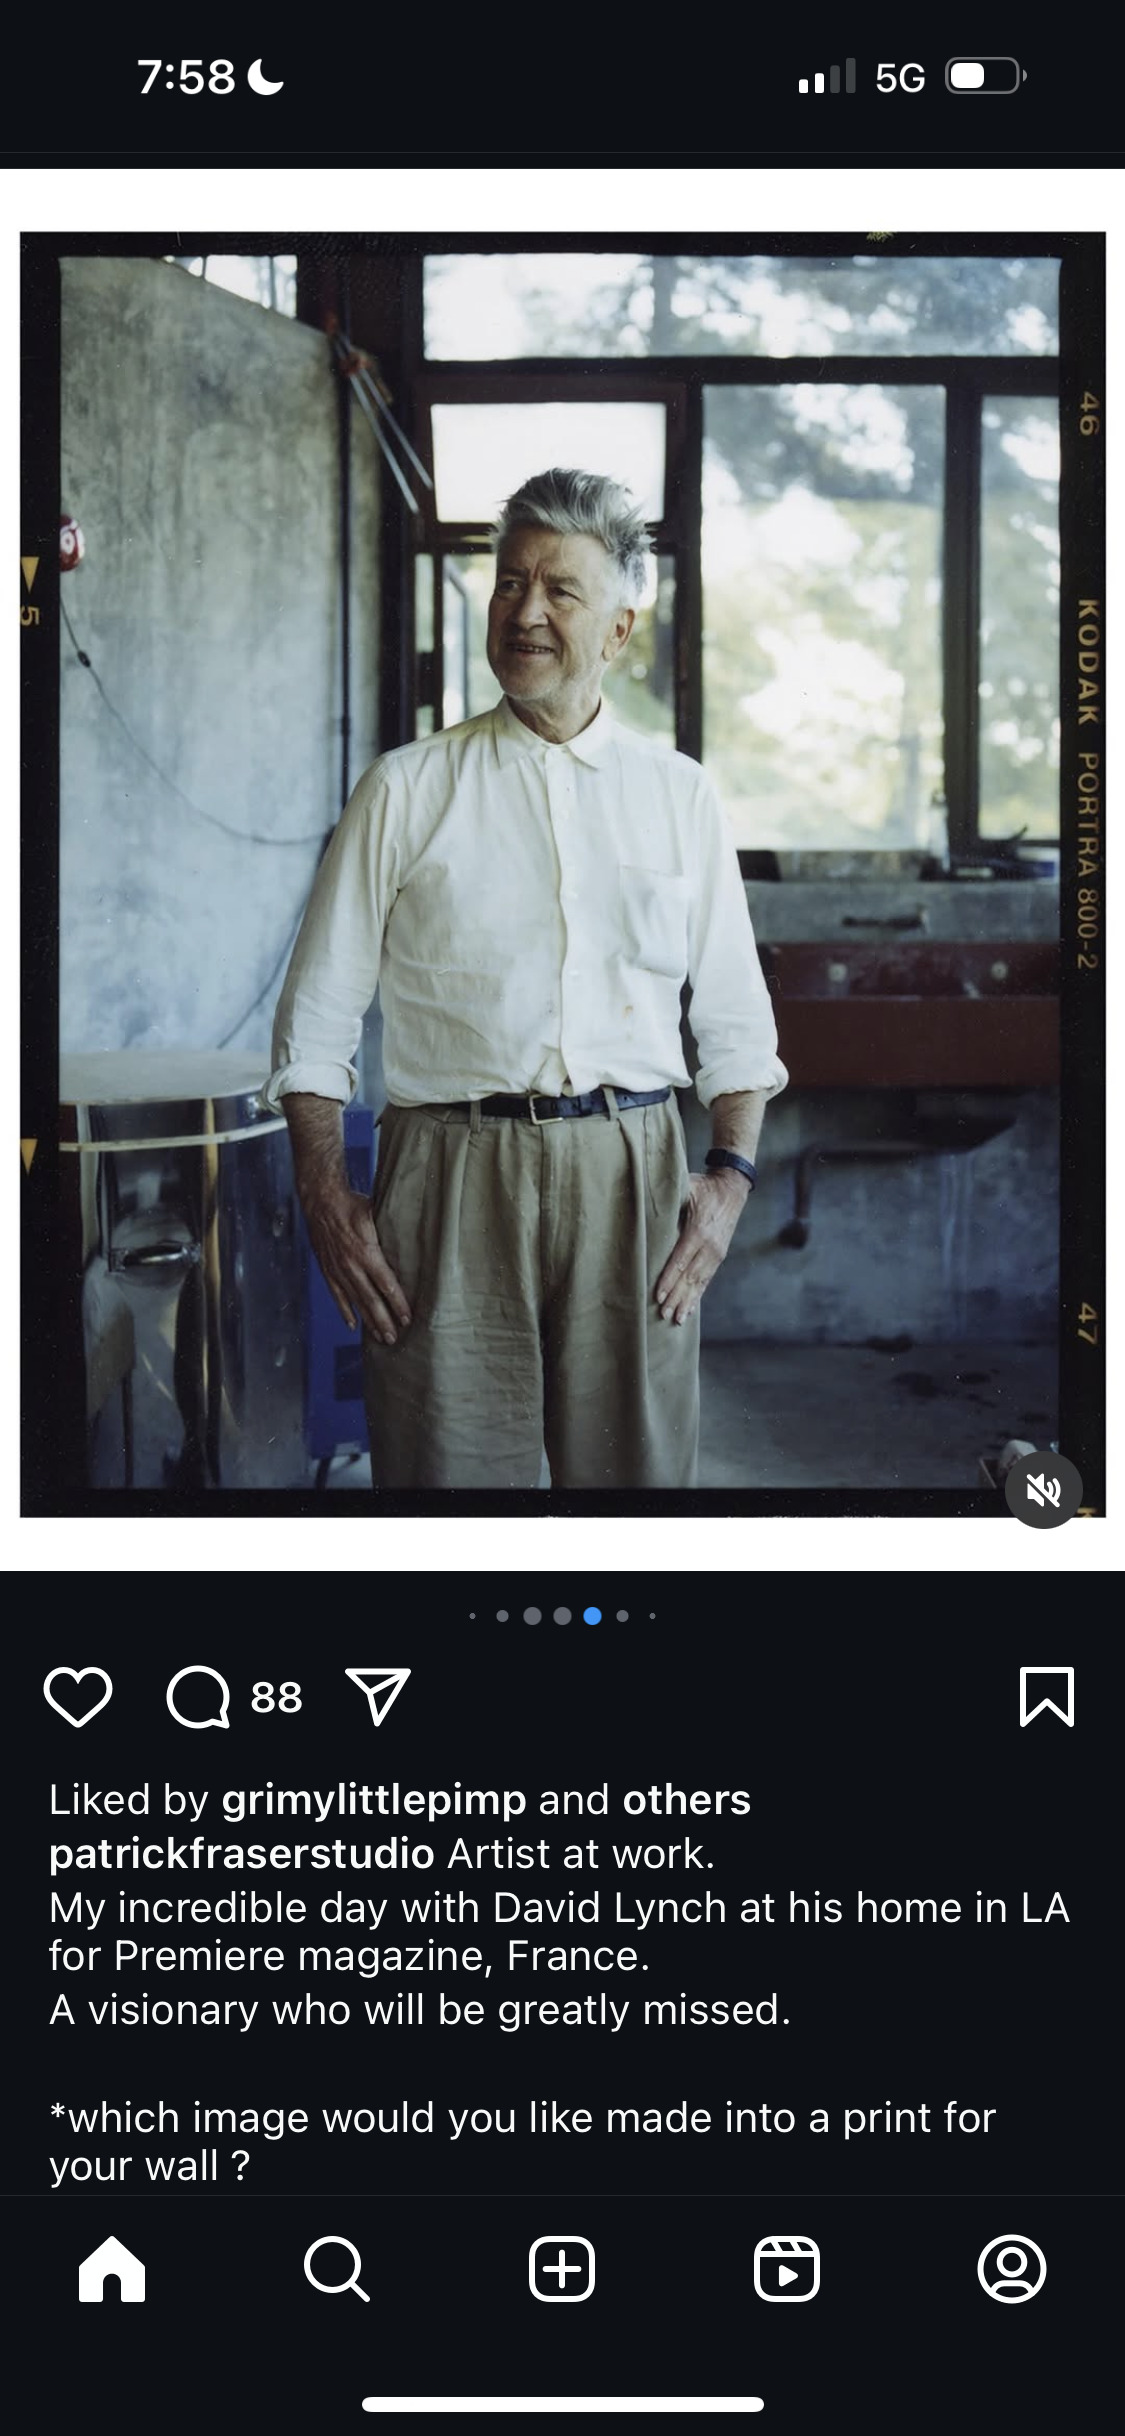 7:58
5G
46
5
KODAK PORTRA 800-2
47
K
88
Liked by grimylittlepimp and others
patrickfraserstudio Artist at work.
My incredible day with David Lynch at his home in LA
for Premiere magazine, France.
A visionary who will be greatly missed.
*which image would you like made into a print for
your wall ?